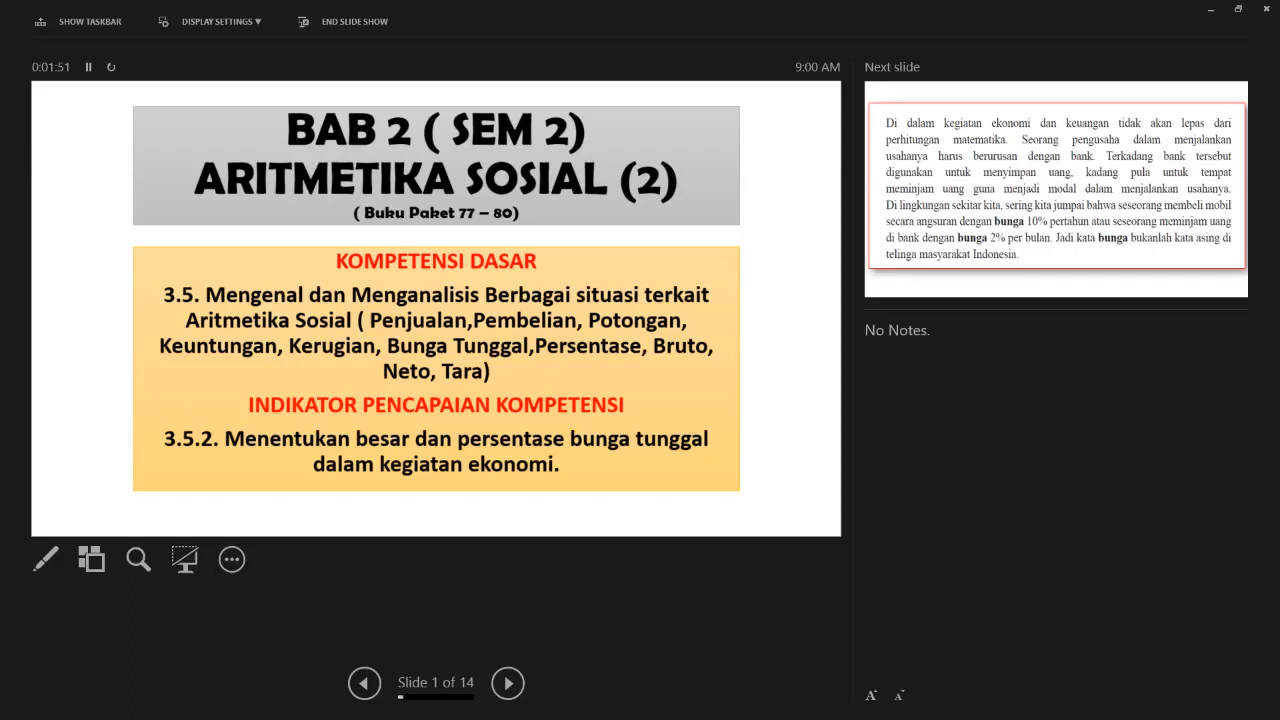 SHOW TASKBAR
DISPLAY SETTINGS ▼
END SLIDE SHOW
0:01:51
9:00 AM
Next slide
BAB 2 ( SEM 2)
ARITMETIKA SOSIAL (2)
( Buku Paket 77 – 80)
KOMPETENSI DASAR
3.5. Mengenal dan Menganalisis Berbagai situasi terkait
Aritmetika Sosial ( Penjualan,Pembelian, Potongan,
Keuntungan, Kerugian, Bunga Tunggal,Persentase, Bruto,
Neto, Tara)
INDIKATOR PENCAPAIAN KOMPETENSI
3.5.2. Menentukan besar dan persentase bunga tunggal
dalam kegiatan ekonomi.
Di dalam kegiatan ekonomi dan keuangan tidak akan lepas dari
perhitungan matematika. Seorang pengusaha dalam menjalankan
usahanya harus berurusan dengan bank. Terkadang bank tersebut
digunakan untuk menyimpan uang, kadang pula untuk tempat
meminjam uang guna menjadi modal dalam menjalankan usahanya.
Di lingkungan sekitar kita, sering kita jumpai bahwa seseorang membeli mobil
secara angsuran dengan bunga 10% pertahun atau seseorang meminjam uang
di bank dengan bunga 2% per bulan. Jadi kata bunga bukanlah kata asing di
telinga masyarakat Indonesia.
No Notes.
Slide 1 of 14
A A